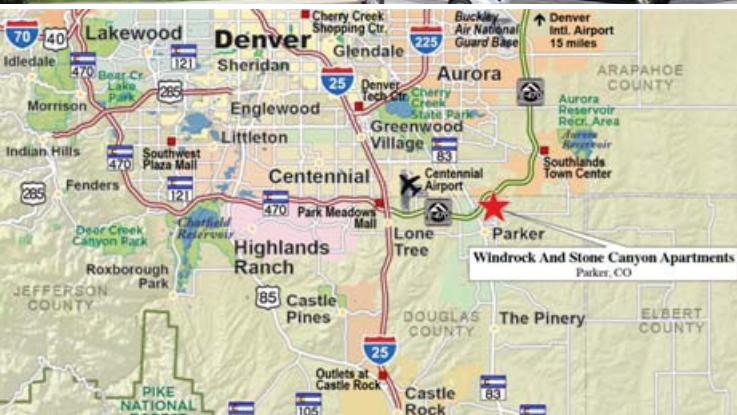 70
40
Lakewood
Cherry Creek
Shopping Ctr.
Denver
Glendale
225
Buckley
Air National
Guard Base
Denver
Intl. Airport
15 miles
Idledale
470
121
Sheridan
25
Aurora
ARAPAHOE
COUNTY
Bear Cr.
Lake
Park
285
Denver
Tech Ctr.
Cherry
Creek
State Park
Morrison
Englewood
Aurora
Reservoir
Recr. Area
Aurora
Reservoir
Greenwood
Village
83
Indian Hills
470
Southwest
Plaza Mall
Littleton
Southlands
Town Center
285
Fenders
121
Centennial
Centennial
Airport
470
Park Meadows
Mall
Chatfield
Reservoir
Deer Creek
Canyon Park
Lone
Tree
Parker
Highlands
Ranch
Windrock And Stone Canyon Apartments
Parker, CO
Roxborough
Park
JEFFERSON
COUNTY
85
Castle
Pines
DOUGLAS
COUNTY
The Pinery
ELBERT
COUNTY
25
Outlets at
Castle Rock
PIKE
NATIONAL
105
83
Castle
Rock